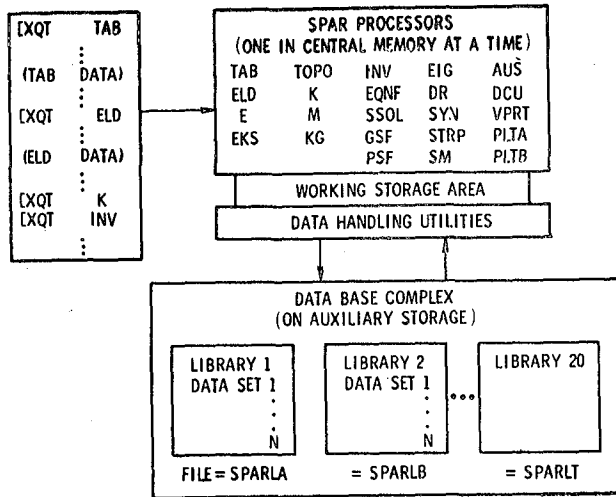 [XQT TAB
(TAB DATA)
[XQT ELD
(ELD DATA)
[XQT K
[XQT INV
SPAR PROCESSORS
(ONE IN CENTRAL MEMORY AT A TIME)
TAB TOPO INV EIG AUS
ELD K EQNF DR DCU
E M SSOL SYN VPRT
EKS KG GSF STRP PLTA
PSF SM PLTB
WORKING STORAGE AREA
DATA HANDLING UTILITIES
DATA BASE COMPLEX
(ON AUXILIARY STORAGE)
LIBRARY 1 LIBRARY 2 LIBRARY 20
DATA SET 1 DATA SET 1
N N
FILE = SPARLA = SPARLB = SPARLT